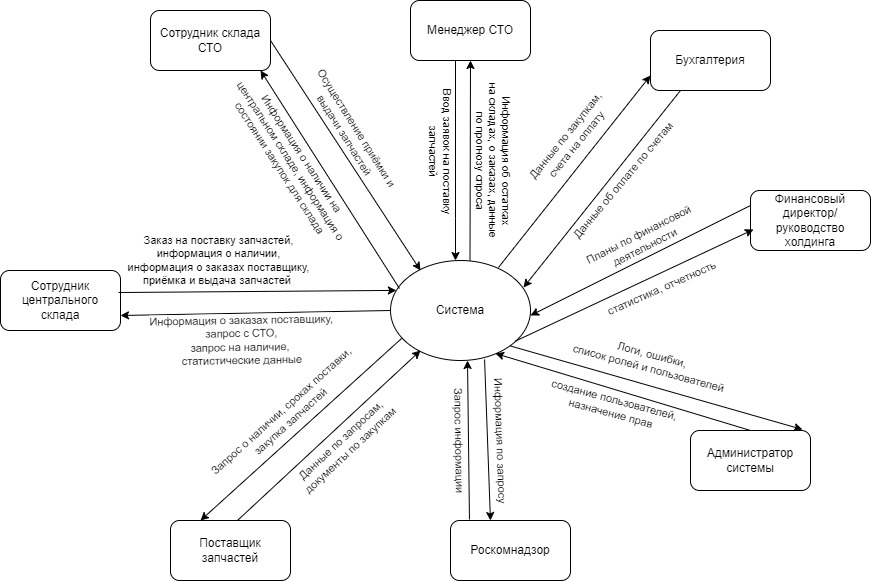 Сотрудник склада
СТО
Менеджер СТО
Бухгалтерия
Осуществление приёмки и
выдачи запчастей
Информация о наличии на
центральном складе, информация о
состоянии закупок для склада
Ввод заявок на поставку
запчастей
Информация об остатках
на складах, о заказах, данные
по прогнозу спроса
Данные по закупкам,
счета на оплату
Данные об оплате по счетам
Финансовый
директор/
руководство
холдинга
Планы по финансовой
деятельности
статистика, отчетность
Заказ на поставку запчастей,
информация о наличии,
информация о заказах поставщику,
приёмка и выдача запчастей
Сотрудник
центрального
склада
Система
Информация о заказах поставщику,
запрос с СТО,
запрос на наличие,
статистические данные
Логи, ошибки,
список ролей и пользователей
создание пользователей,
назначение прав
Администратор
системы
Запрос о наличии, сроках поставки,
закупка запчастей
Данные по запросам,
документы по закупкам
Запрос информации
Информация по запросу
Поставщик
запчастей
Роскомнадзор